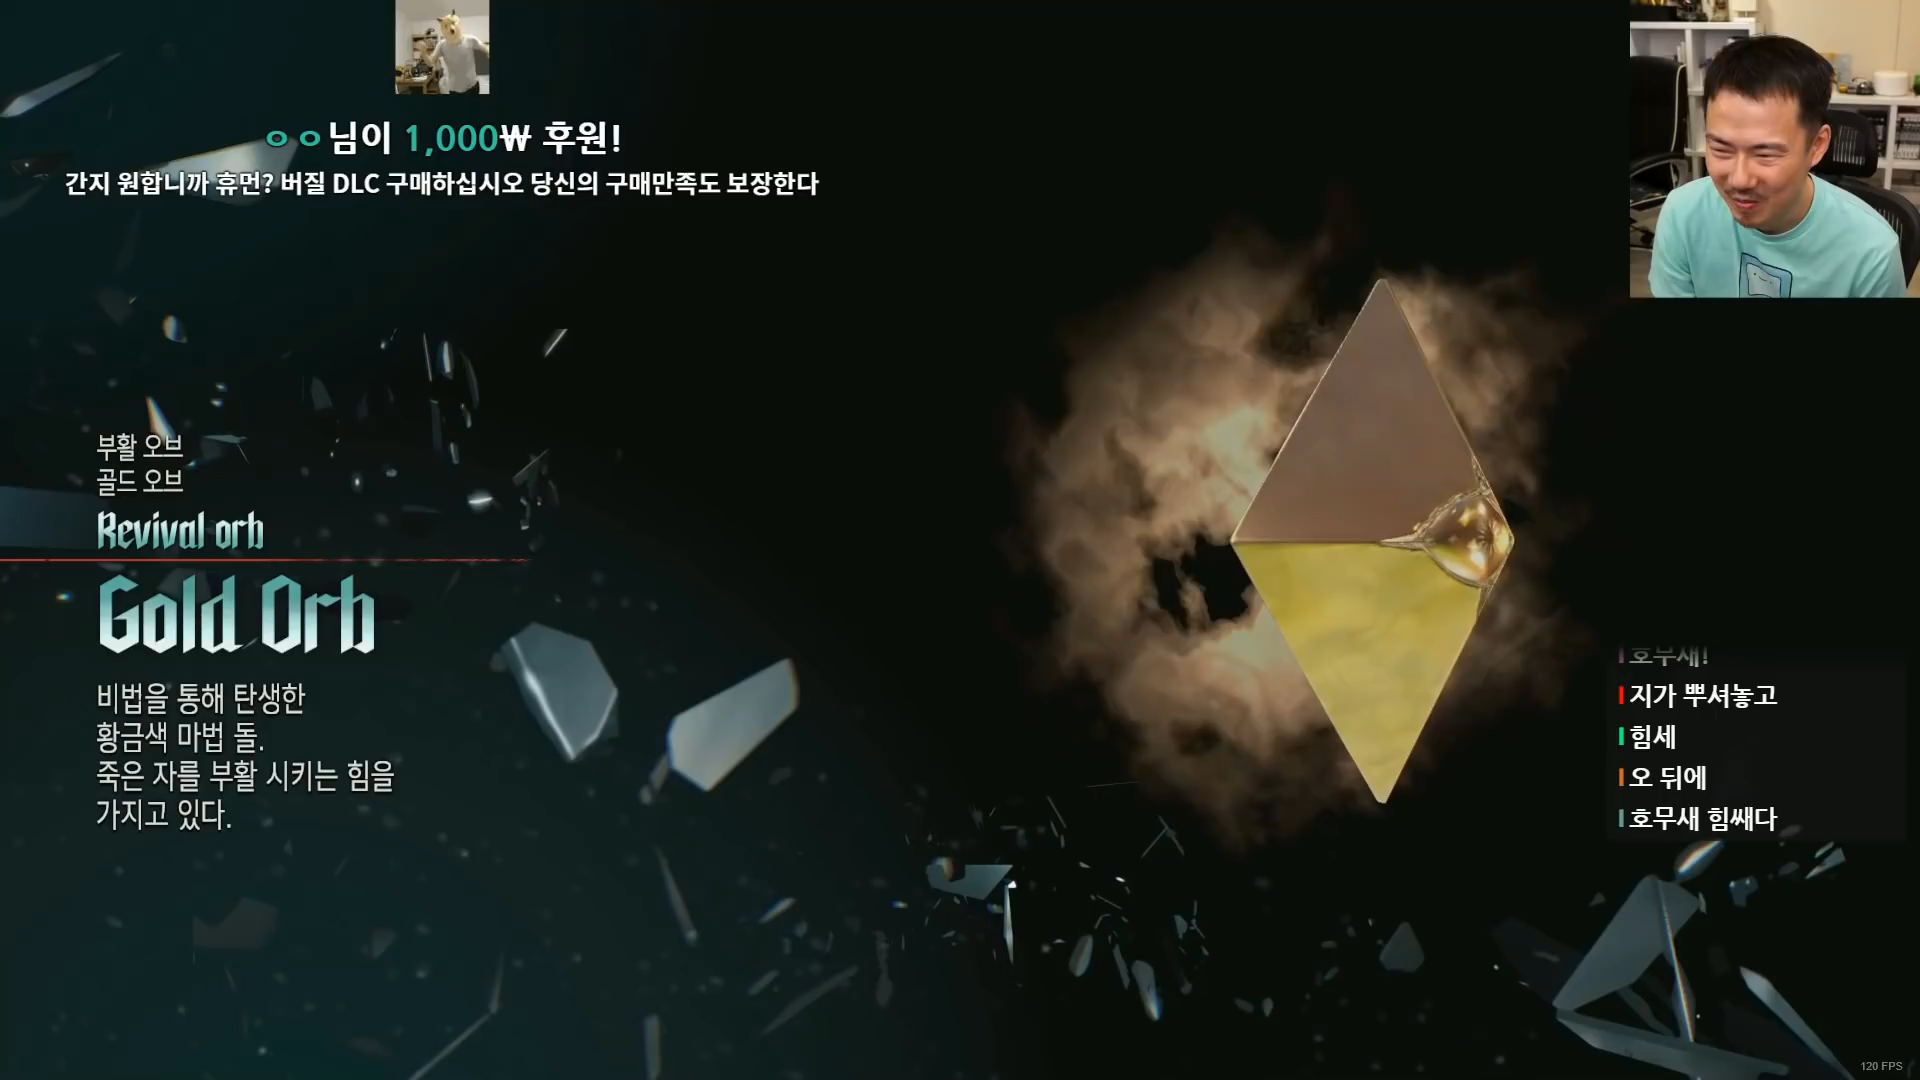 ㅇㅇ님이 1,000₩ 후원!
간지 원합니까 휴먼? 버질 DLC 구매하십시오 당신의 구매만족도 보장한다
부활 오브
골드 오브
Revival orb
Gold Orb
비법을 통해 탄생한
황금색 마법 돌.
죽은 자를 부활 시키는 힘을
가지고 있다.
호무새!
지가 뿌셔놓고
힘세
오 뒤에
호무새 힘쌔다
120 FPS